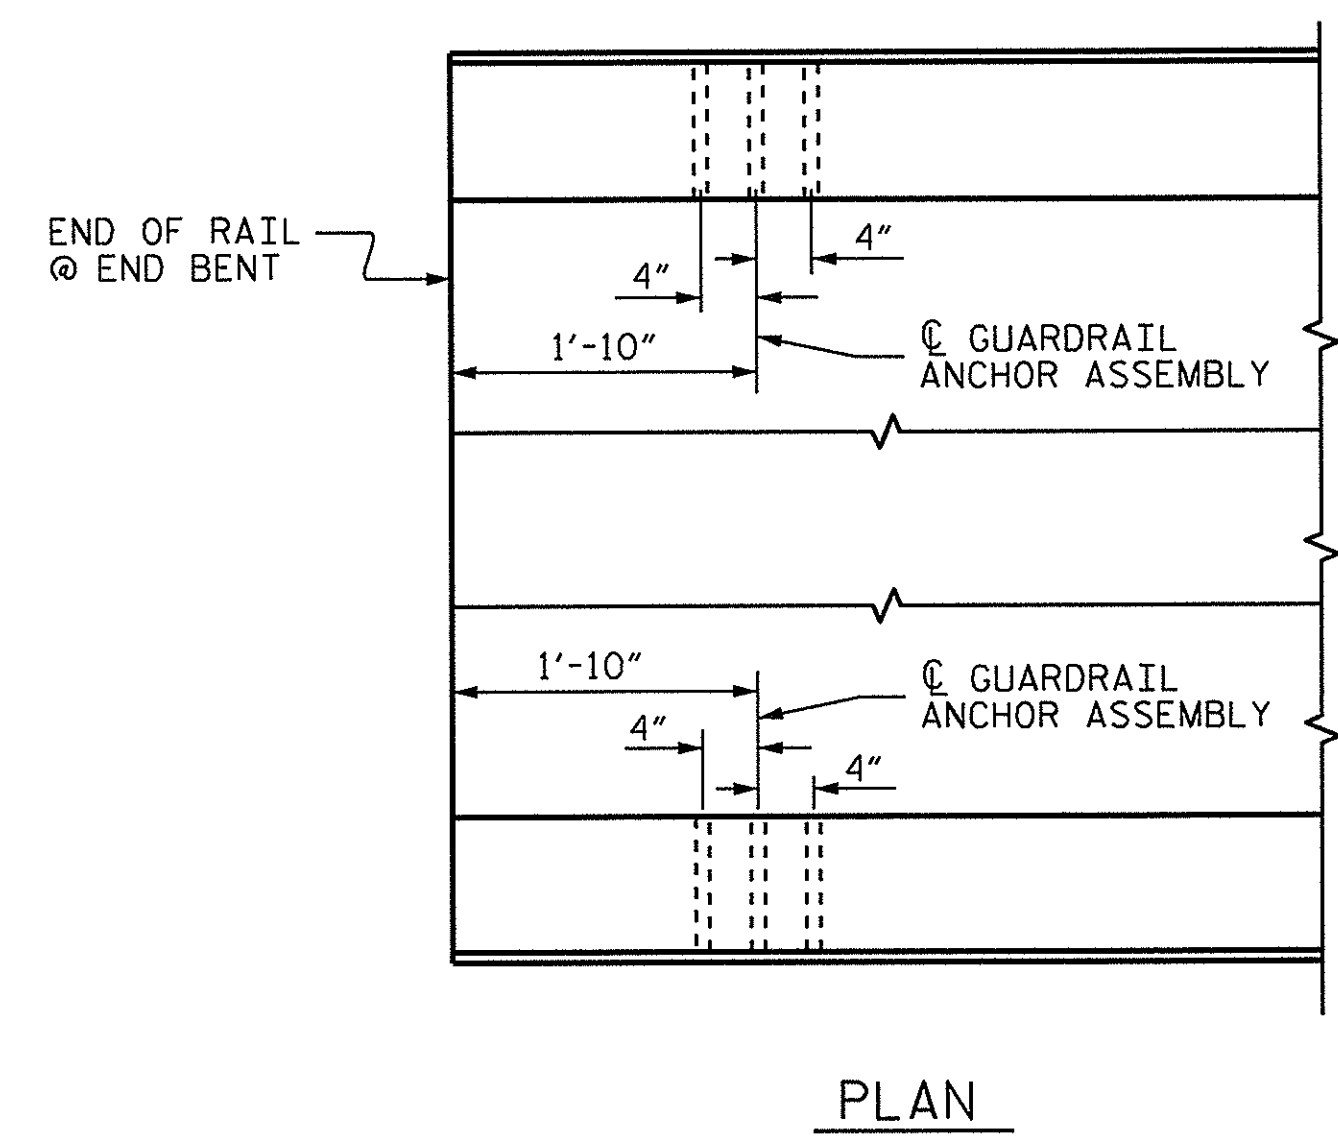 END OF RAIL
@ END BENT
4"
4"
1'-10"
℄ GUARDRAIL
ANCHOR ASSEMBLY
1'-10"
℄ GUARDRAIL
ANCHOR ASSEMBLY
4"
4"
PLAN